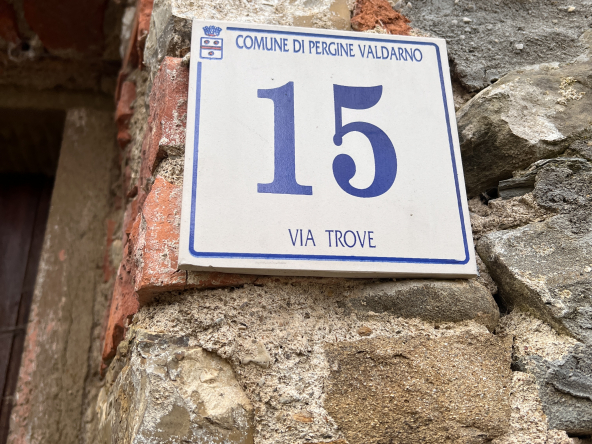 COMUNE DI PERGINE VALDARNO
15
VIA TROVE